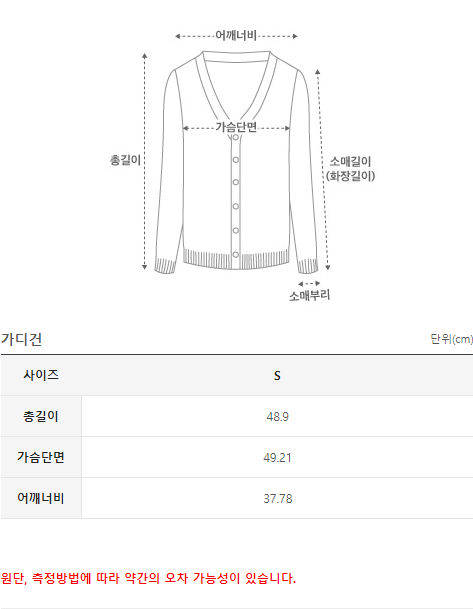 어깨너비
가슴단면
총길이
소매길이
(화장길이)
소매부리
가디건 단위(cm)
사이즈 S
총길이 48.9
가슴단면 49.21
어깨너비 37.78
원단, 측정방법에 따라 약간의 오차 가능성이 있습니다.